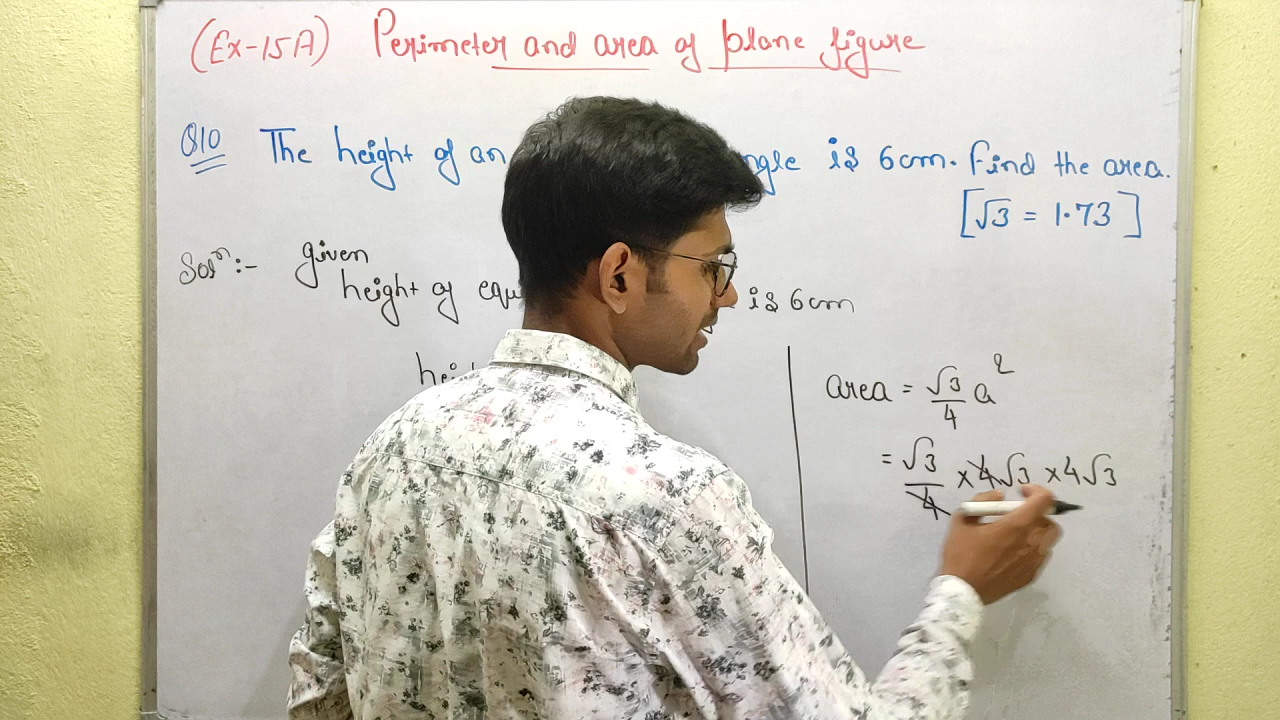 (Ex-15A) Perimeter and area of plane figure
Q10 The height of an ngle is 6cm. Find the area.
[√3 = 1.73]
Solⁿ:- given
height of equ is 6cm
hei
area = √3/4 a²
= √3/4 × 4√3 × 4√3